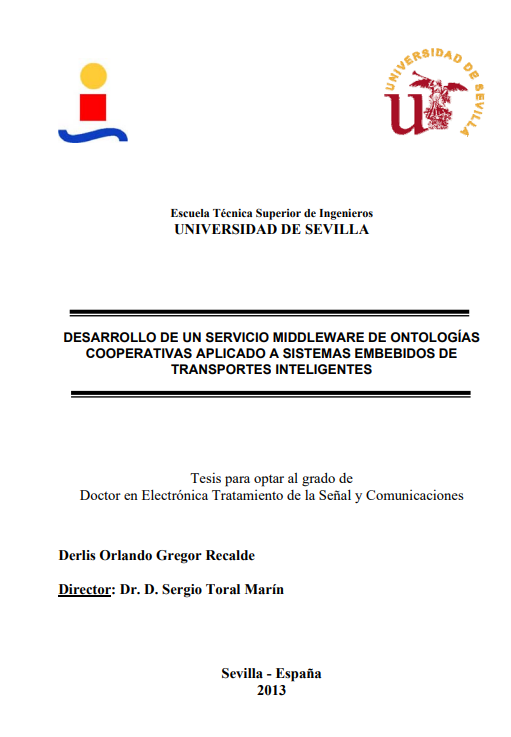 UNIVERSIDAD DE SEVILLA
Escuela Técnica Superior de Ingenieros
UNIVERSIDAD DE SEVILLA
DESARROLLO DE UN SERVICIO MIDDLEWARE DE ONTOLOGÍAS
COOPERATIVAS APLICADO A SISTEMAS EMBEBIDOS DE
TRANSPORTES INTELIGENTES
Tesis para optar al grado de
Doctor en Electrónica Tratamiento de la Señal y Comunicaciones
Derlis Orlando Gregor Recalde
Director: Dr. D. Sergio Toral Marín
Sevilla - España
2013